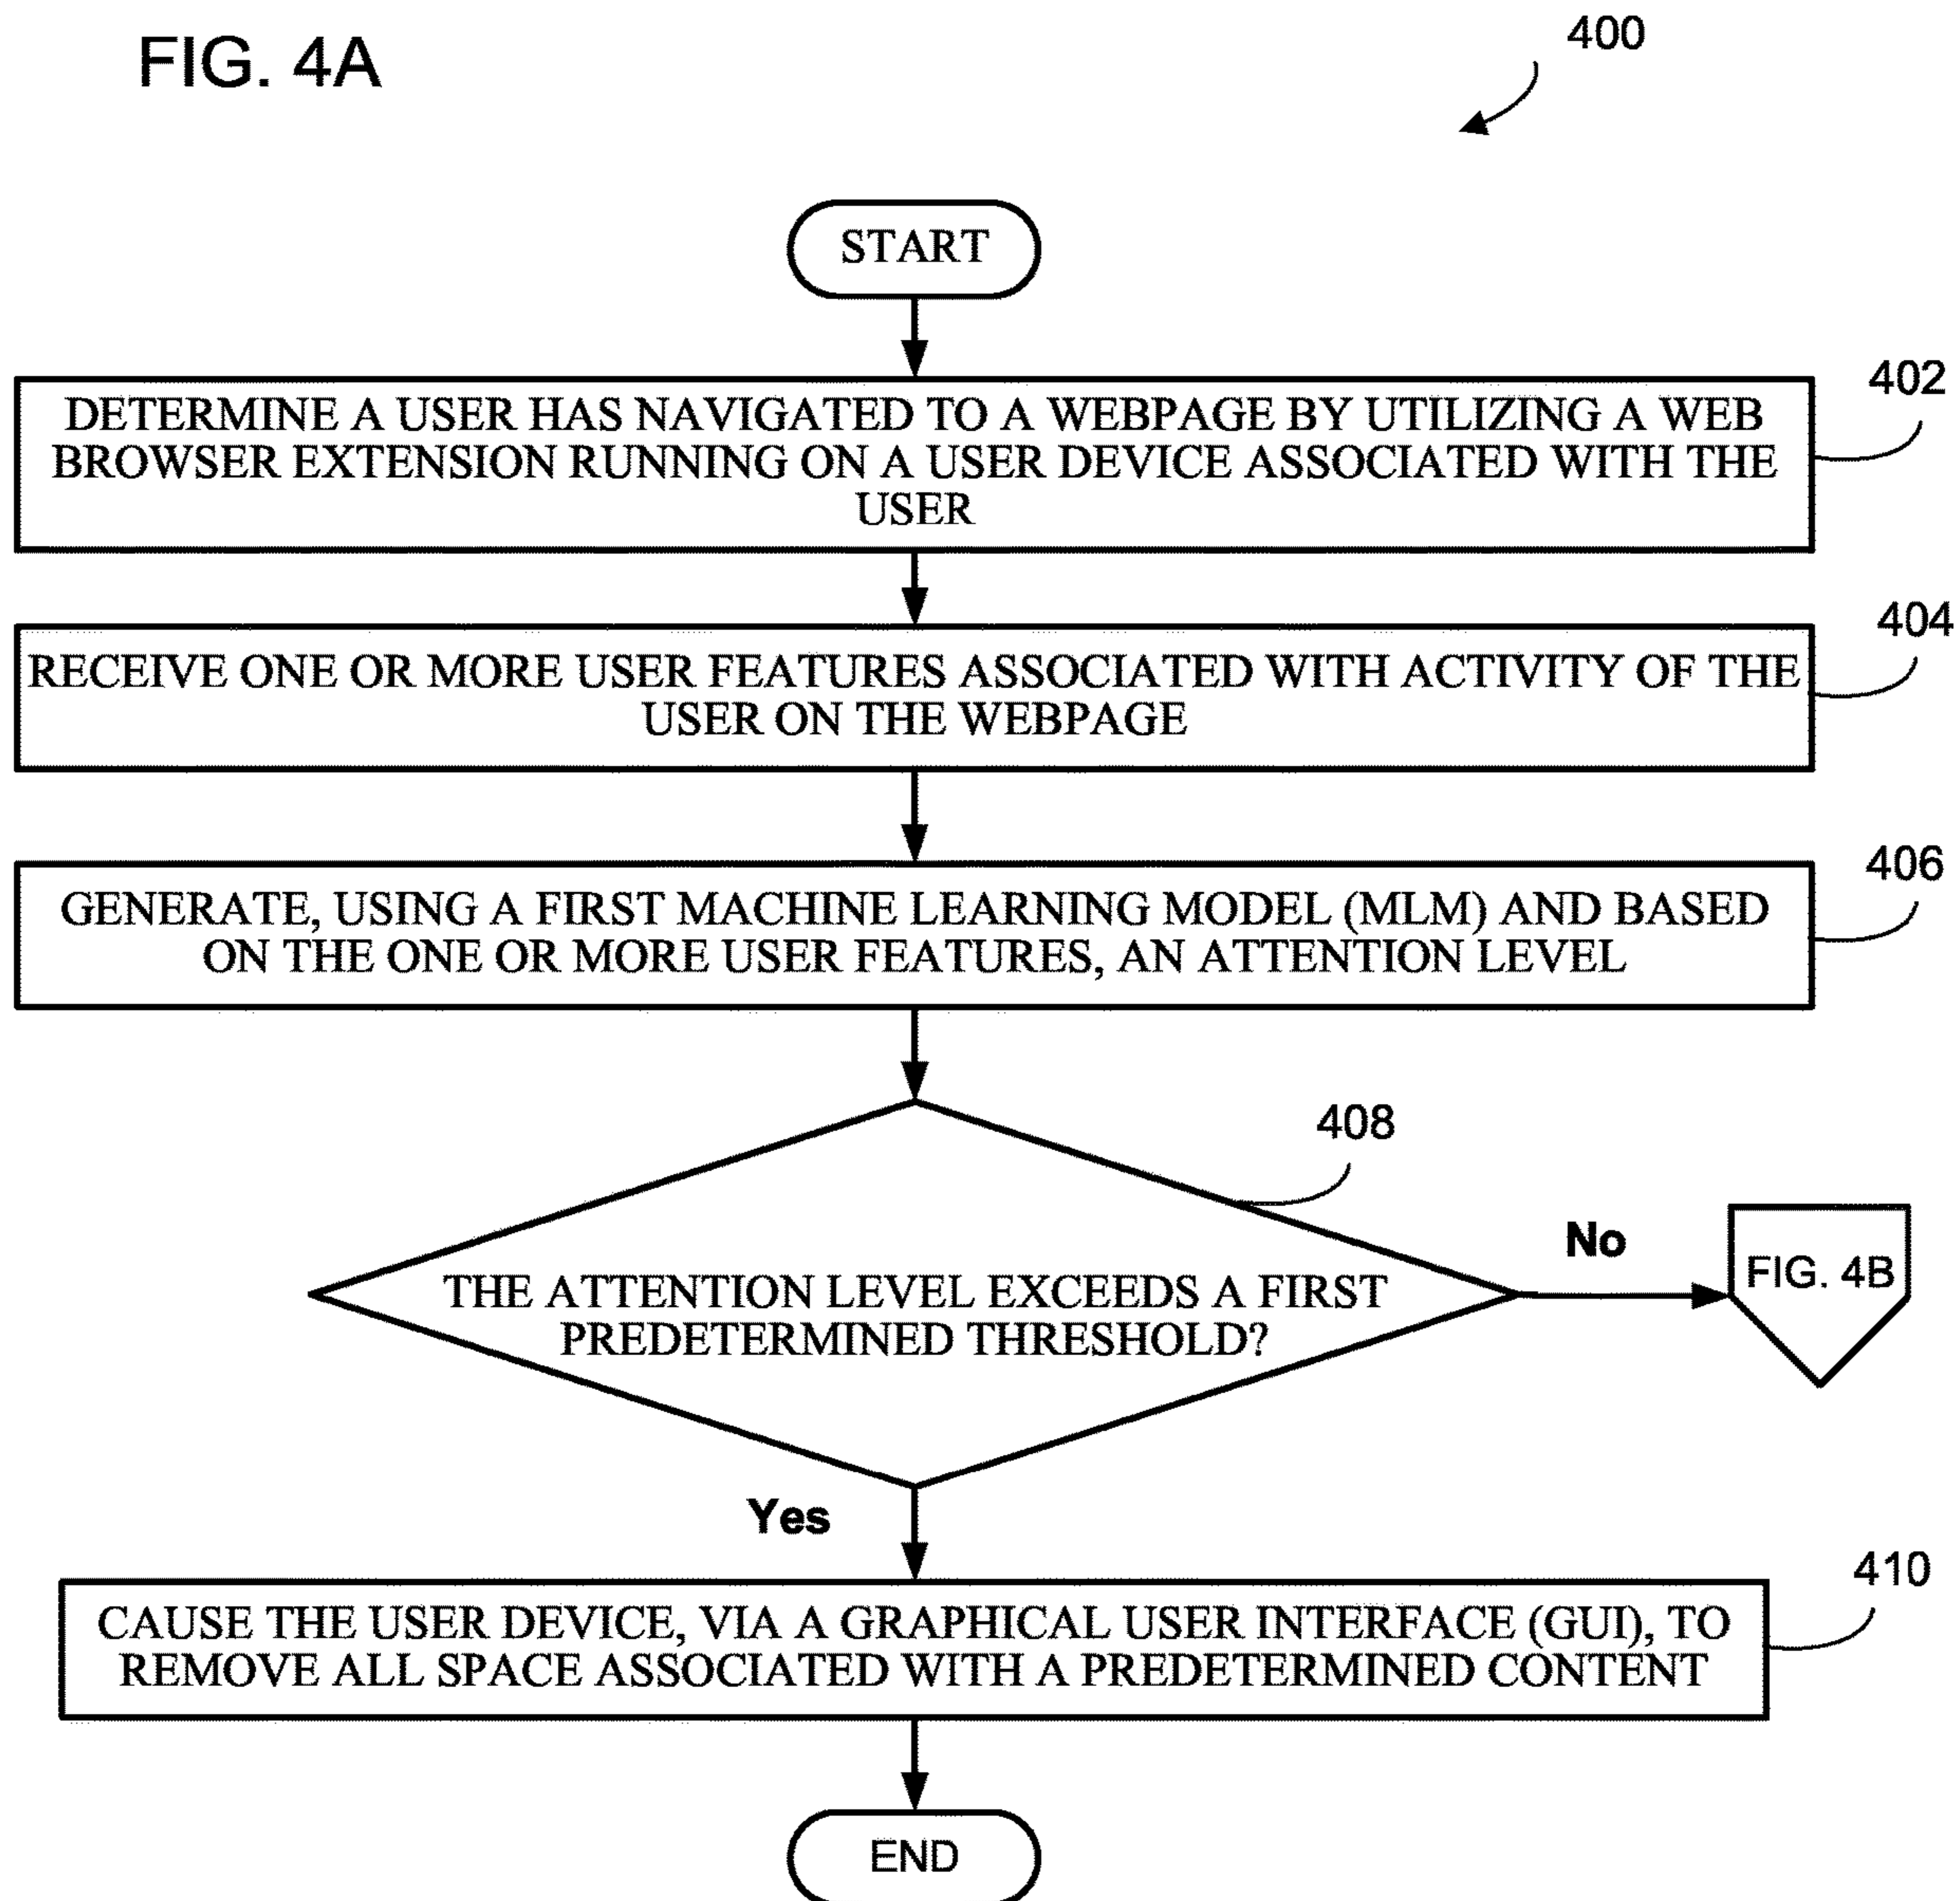 FIG. 4A
400
START
402
DETERMINE A USER HAS NAVIGATED TO A WEBPAGE BY UTILIZING A WEB
BROWSER EXTENSION RUNNING ON A USER DEVICE ASSOCIATED WITH THE
USER
404
RECEIVE ONE OR MORE USER FEATURES ASSOCIATED WITH ACTIVITY OF THE
USER ON THE WEBPAGE
406
GENERATE, USING A FIRST MACHINE LEARNING MODEL (MLM) AND BASED
ON THE ONE OR MORE USER FEATURES, AN ATTENTION LEVEL
408
THE ATTENTION LEVEL EXCEEDS A FIRST
PREDETERMINED THRESHOLD?
No
FIG. 4B
Yes
410
CAUSE THE USER DEVICE, VIA A GRAPHICAL USER INTERFACE (GUI), TO
REMOVE ALL SPACE ASSOCIATED WITH A PREDETERMINED CONTENT
END